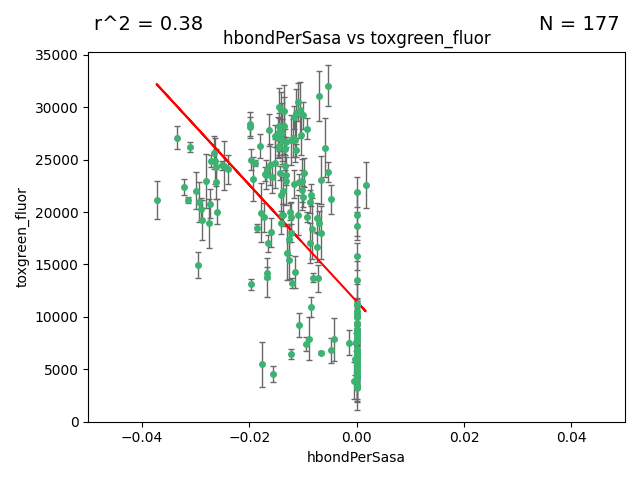 r^2 = 0.38
N = 177
hbondPerSasa vs toxgreen_fluor
35000
30000
25000
20000
15000
10000
5000
0
toxgreen_fluor
−0.04
−0.02
0.00
0.02
0.04
hbondPerSasa